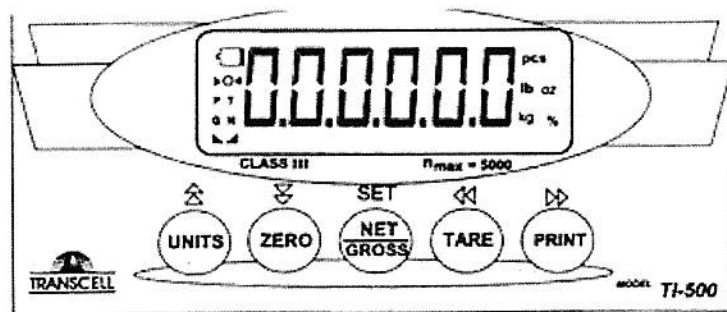 0.0.0.0.0.0
pcs
P T
lb oz
G N
kg %
CLASS III
nmax = 5000
SET
UNITS
ZERO
NET
GROSS
TARE
PRINT
TRANSCELL
MODEL TI-500